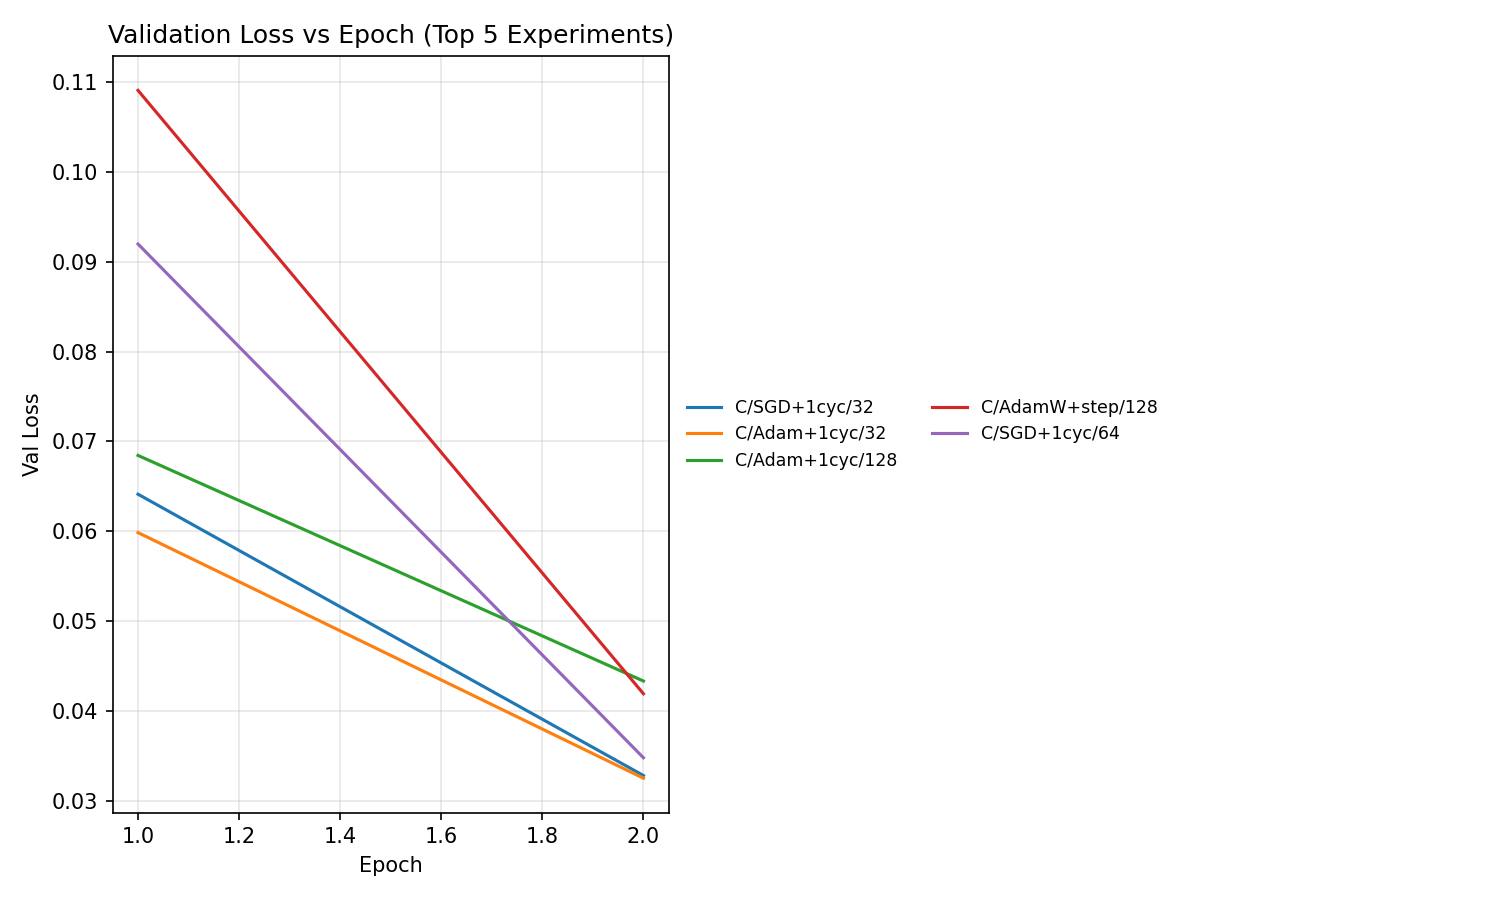 Validation Loss vs Epoch (Top 5 Experiments)
Val Loss
0.11
0.10
0.09
0.08
0.07
0.06
0.05
0.04
0.03
1.0 1.2 1.4 1.6 1.8 2.0
Epoch
C/SGD+1cyc/32
C/Adam+1cyc/32
C/Adam+1cyc/128
C/AdamW+step/128
C/SGD+1cyc/64